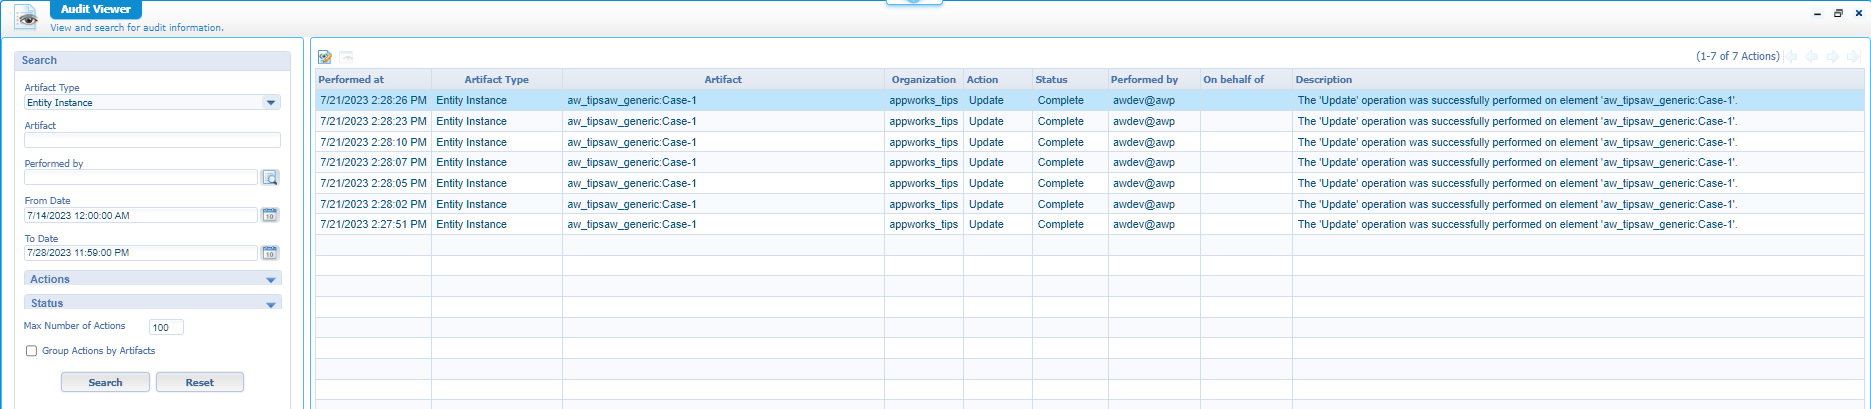 Audit Viewer
View and search for audit information.
Search
Artifact Type
Entity Instance
Artifact
Performed by
From Date
7/14/2023 12:00:00 AM
10
To Date
7/28/2023 11:59:00 PM
10
Actions
Status
Max Number of Actions 100
Group Actions by Artifacts
Search Reset
(1-7 of 7 Actions)
Performed at Artifact Type Artifact Organization Action Status Performed by On behalf of Description
7/21/2023 2:28:26 PM Entity Instance aw_tipsaw_generic:Case-1 appworks_tips Update Complete awdev@awp The 'Update' operation was successfully performed on element 'aw_tipsaw_generic:Case-1'.
7/21/2023 2:28:23 PM Entity Instance aw_tipsaw_generic:Case-1 appworks_tips Update Complete awdev@awp The 'Update' operation was successfully performed on element 'aw_tipsaw_generic:Case-1'.
7/21/2023 2:28:10 PM Entity Instance aw_tipsaw_generic:Case-1 appworks_tips Update Complete awdev@awp The 'Update' operation was successfully performed on element 'aw_tipsaw_generic:Case-1'.
7/21/2023 2:28:07 PM Entity Instance aw_tipsaw_generic:Case-1 appworks_tips Update Complete awdev@awp The 'Update' operation was successfully performed on element 'aw_tipsaw_generic:Case-1'.
7/21/2023 2:28:05 PM Entity Instance aw_tipsaw_generic:Case-1 appworks_tips Update Complete awdev@awp The 'Update' operation was successfully performed on element 'aw_tipsaw_generic:Case-1'.
7/21/2023 2:28:02 PM Entity Instance aw_tipsaw_generic:Case-1 appworks_tips Update Complete awdev@awp The 'Update' operation was successfully performed on element 'aw_tipsaw_generic:Case-1'.
7/21/2023 2:27:51 PM Entity Instance aw_tipsaw_generic:Case-1 appworks_tips Update Complete awdev@awp The 'Update' operation was successfully performed on element 'aw_tipsaw_generic:Case-1'.